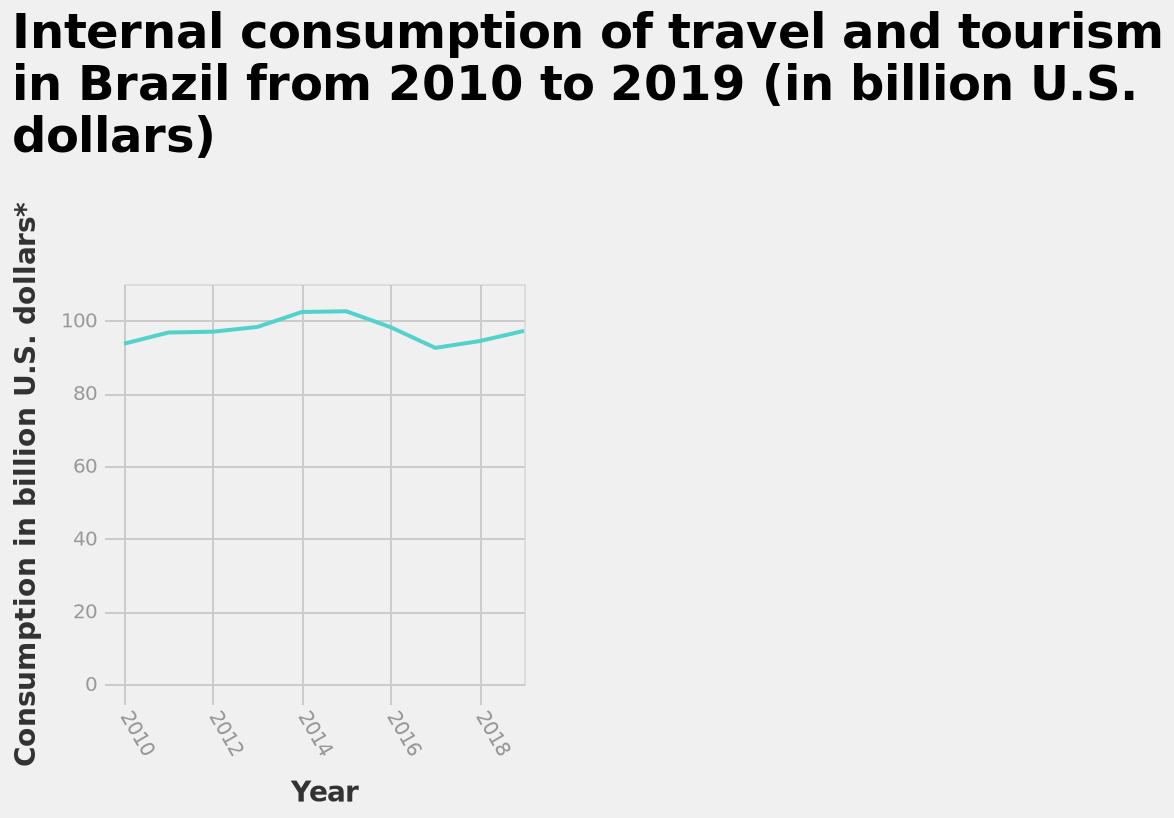 Internal consumption of travel and tourism
in Brazil from 2010 to 2019 (in billion U.S.
dollars)
Consumption in billion U.S. dollars*
100
80
60
40
20
0
2010
2012
2014
2016
2018
Year